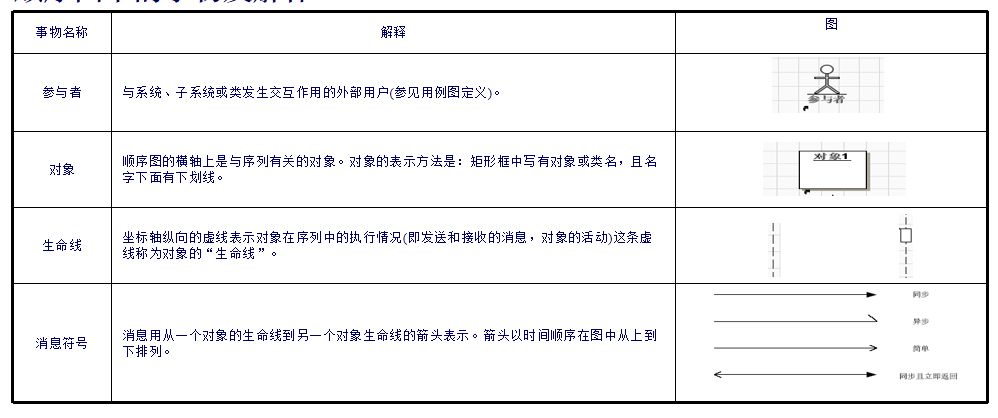 事物名称
解释
图
参与者
与系统、子系统或类发生交互作用的外部用户(参见用例图定义)。
参与者
对象
顺序图的横轴上是与序列有关的对象。对象的表示方法是：矩形框中写有对象或类名，且名
字下面有下划线。
对象1
生命线
坐标轴纵向的虚线表示对象在序列中的执行情况(即发送和接收的消息，对象的活动)这条虚
线称为对象的“生命线”。
消息符号
消息用从一个对象的生命线到另一个对象生命线的箭头表示。箭头以时间顺序在图中从上到
下排列。
同步
异步
简单
同步且立即返回